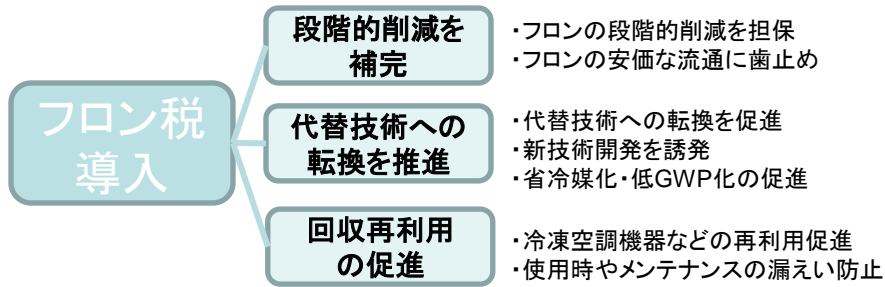 フロン税
導入
段階的削減を
補完
・フロンの段階的削減を担保
・フロンの安価な流通に歯止め
代替技術への
転換を推進
・代替技術への転換を促進
・新技術開発を誘発
・省冷媒化・低GWP化の促進
回収再利用
の促進
・冷凍空調機器などの再利用促進
・使用時やメンテナンスの漏えい防止